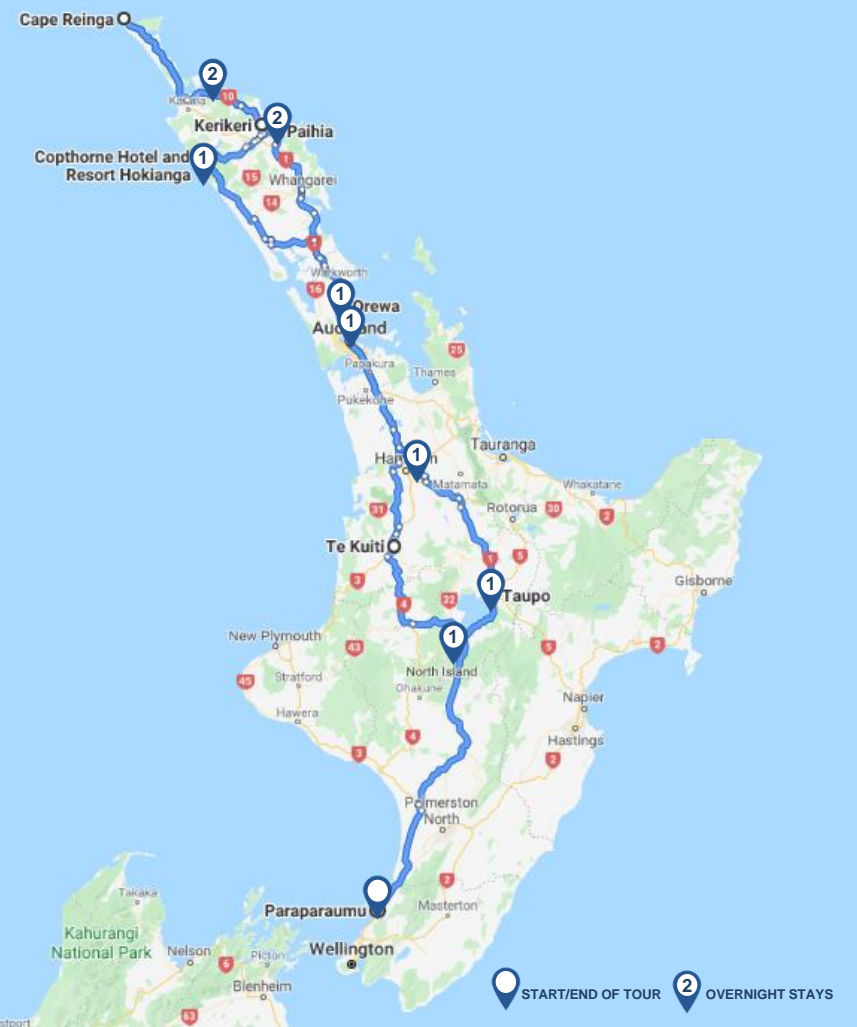 Cape Reinga
2
10
Kaitaia
Kerikeri
2
Paihia
Copthorne Hotel and
Resort Hokianga
1
1
15
Whangarei
14
Warkworth
16
1
Orewa
1
Auckland
Papakura
25
Thames
Pukekohe
Tauranga
1
Hamilton
Matamata
Whakatane
31
Rotorua
30
2
Te Kuiti
1
5
3
1
Taupo
Gisborne
4
32
New Plymouth
1
43
5
2
North Island
Stratford
45
Ohakune
Napier
Hawera
4
Hastings
3
2
Palmerston
North
2
Takaka
Paraparaumu
Masterton
Kahurangi
National Park
Nelson
6
Picton
Wellington
Blenheim
63
START/END OF TOUR
2
OVERNIGHT STAYS